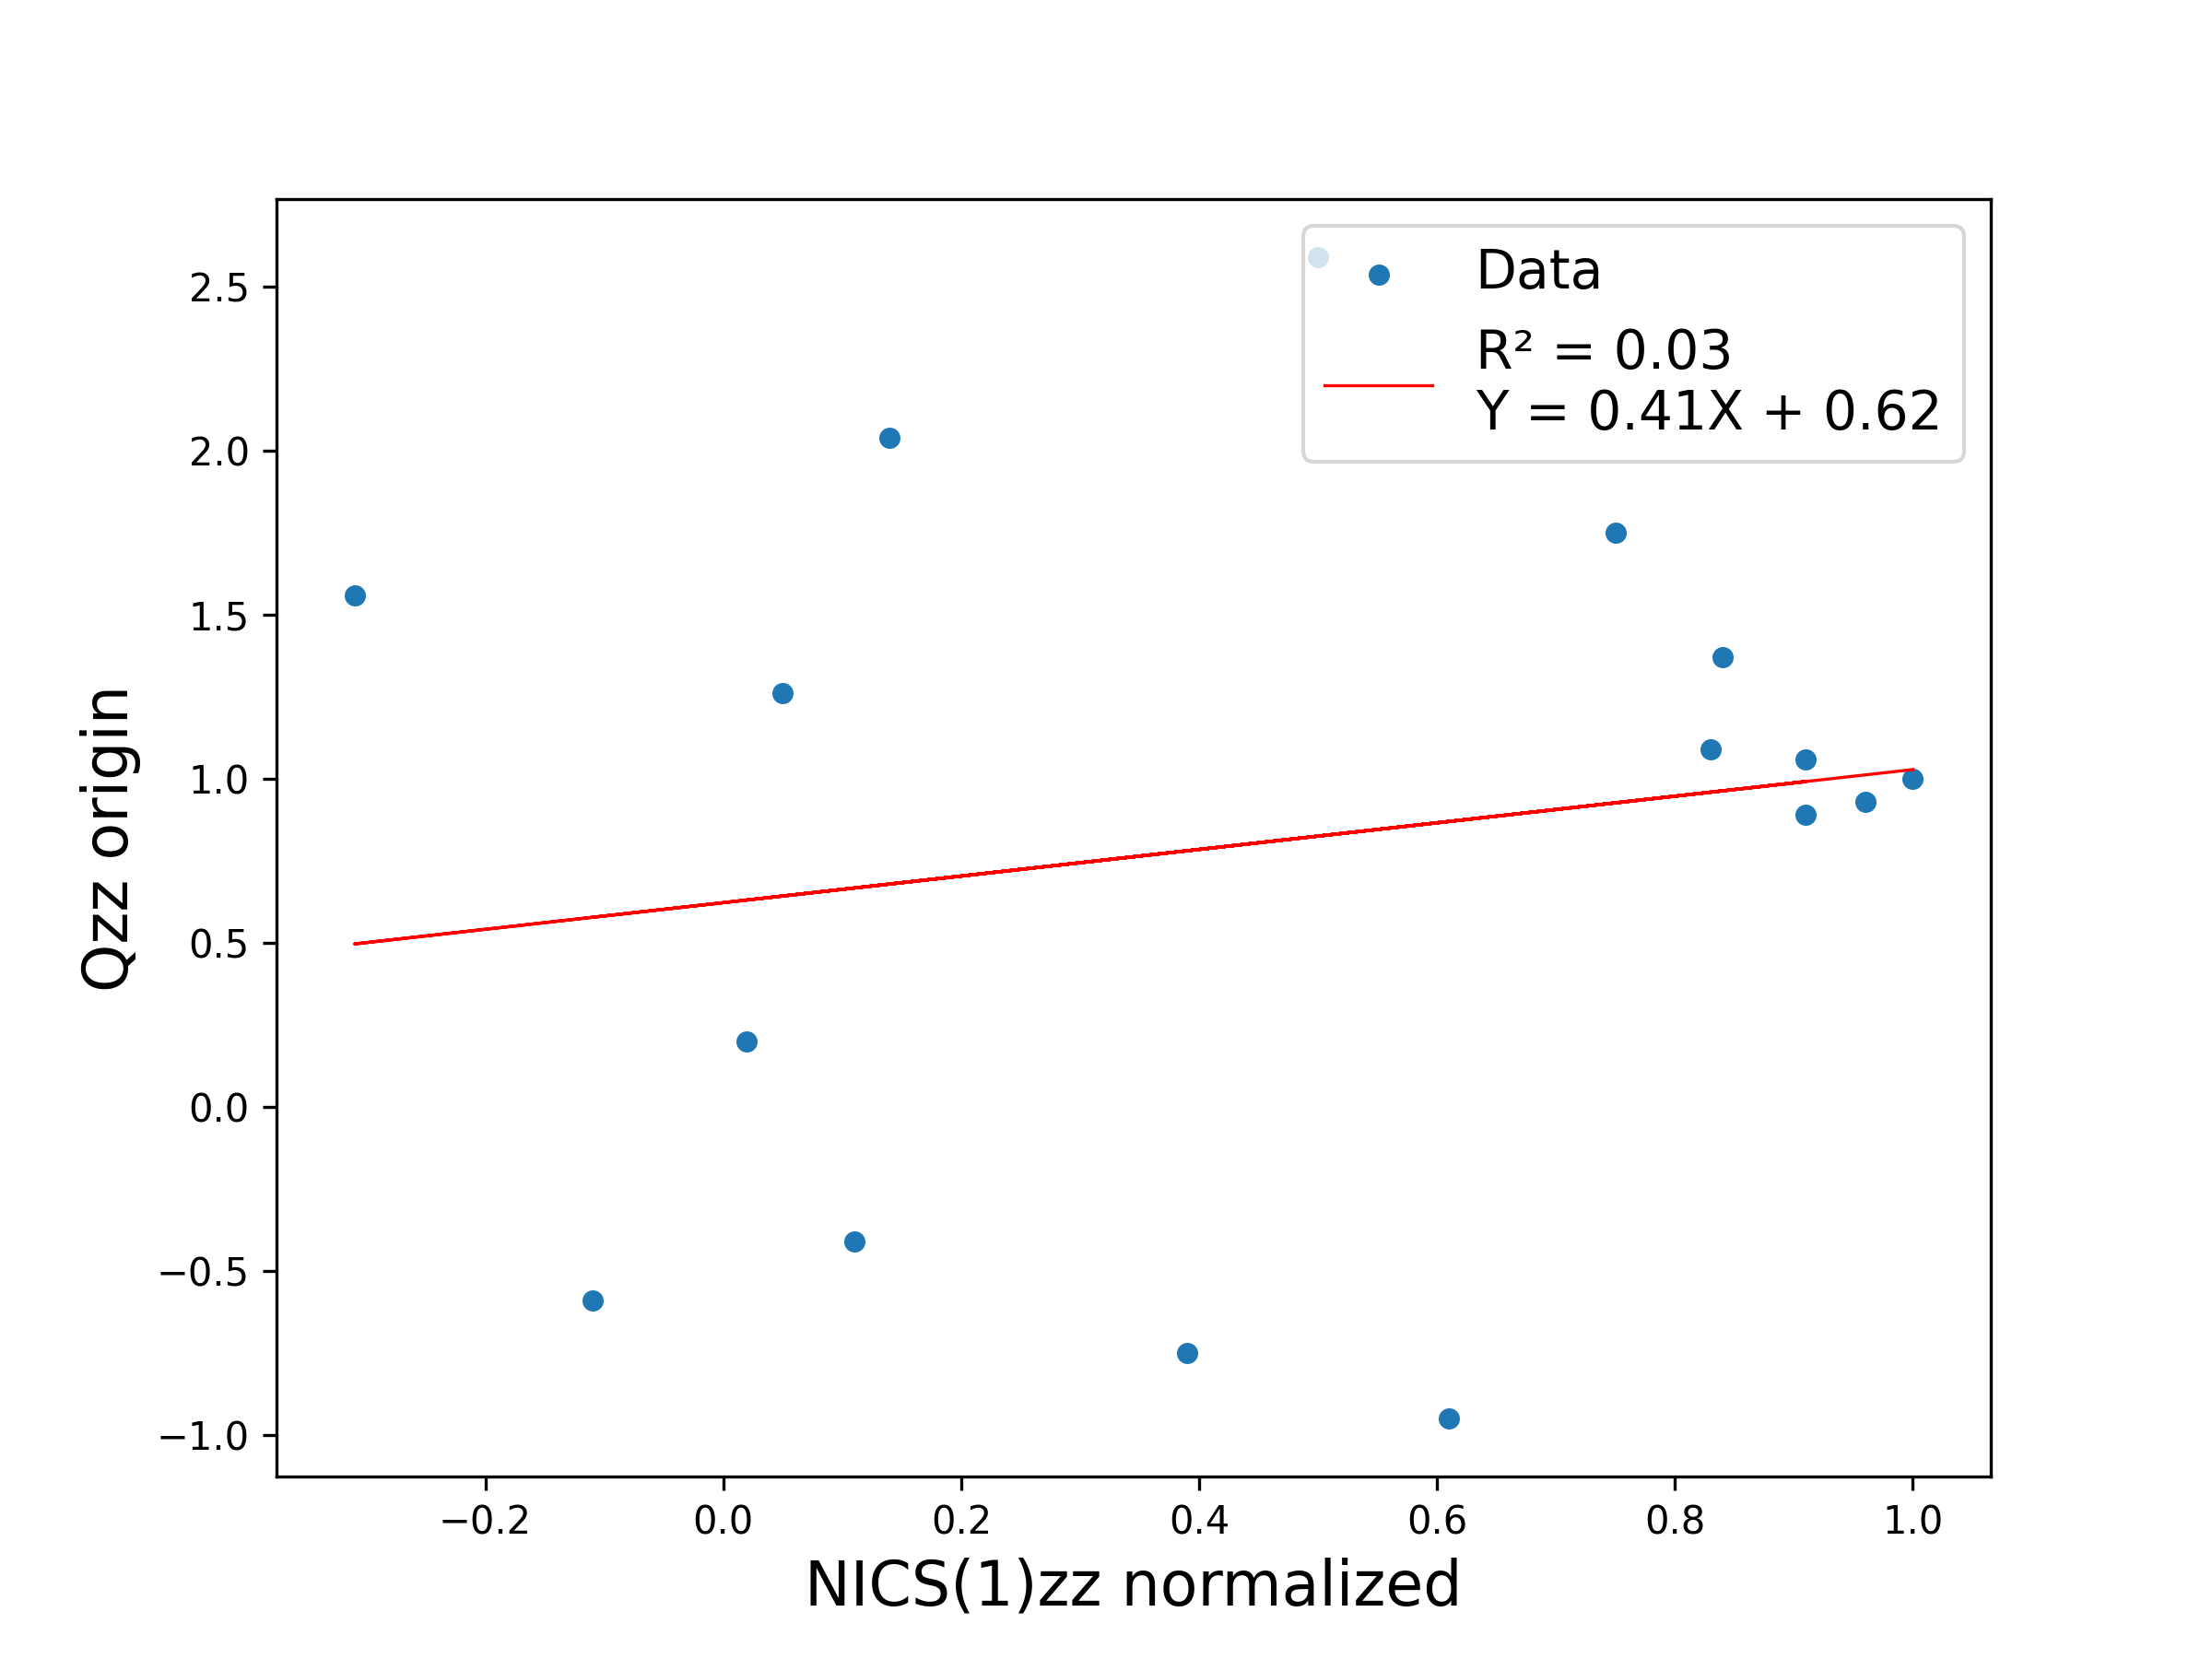 Data
R² = 0.03
Y = 0.41X + 0.62
2.5
2.0
1.5
1.0
0.5
0.0
−0.5
−1.0
Qzz origin
−0.2 0.0 0.2 0.4 0.6 0.8 1.0
NICS(1)zz normalized